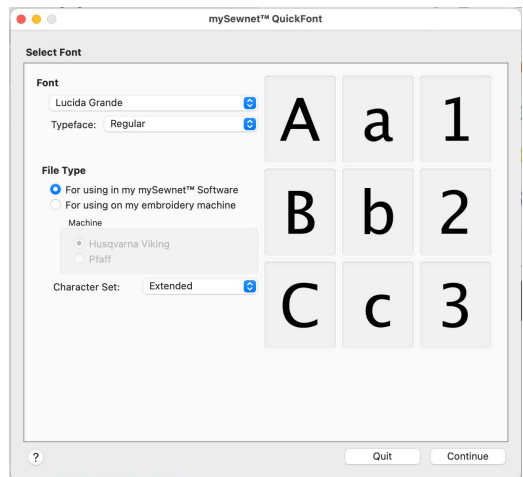 mySewnet™ QuickFont
Select Font
Font
Lucida Grande
Typeface: Regular
File Type
For using in my mySewnet™ Software
For using on my embroidery machine
Machine
Husqvarna Viking
Pfaff
Character Set: Extended
A a 1
B b 2
C c 3
? Quit Continue